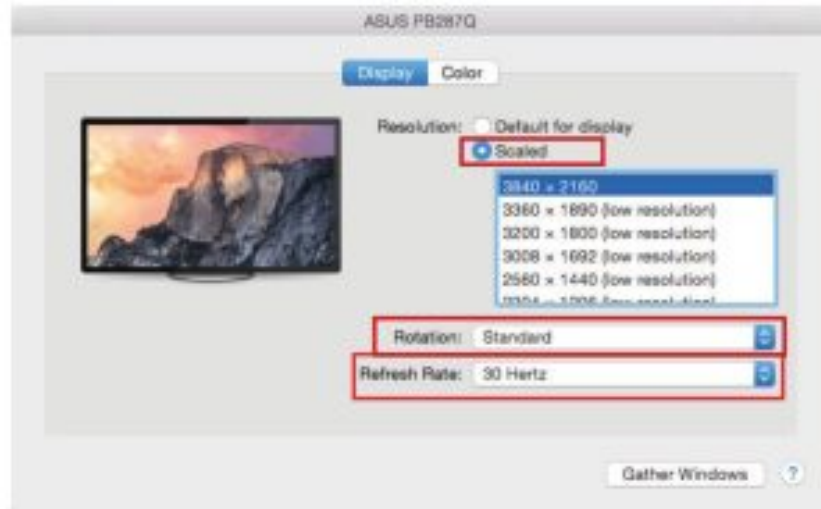 ASUS PB287Q
Display Color
Resolution: Default for display
Scaled
3840 × 2160
3360 × 1890 (low resolution)
3200 × 1800 (low resolution)
3008 × 1692 (low resolution)
2560 × 1440 (low resolution)
Rotation: Standard
Refresh Rate: 30 Hertz
Gather Windows ?